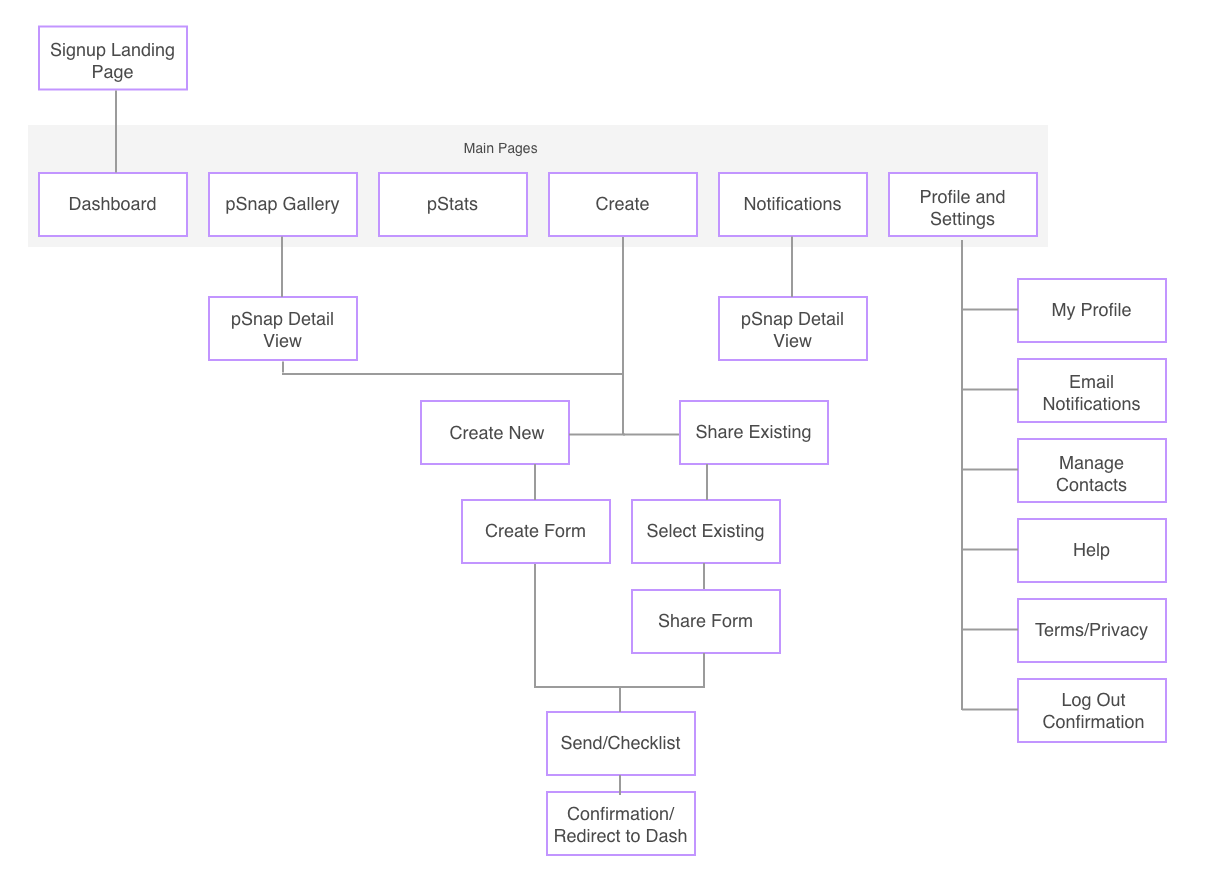 Signup Landing
Page
Main Pages
Dashboard
pSnap Gallery
pStats
Create
Notifications
Profile and
Settings
pSnap Detail
View
pSnap Detail
View
My Profile
Email
Notifications
Create New
Share Existing
Manage
Contacts
Create Form
Select Existing
Help
Share Form
Terms/Privacy
Log Out
Confirmation
Send/Checklist
Confirmation/
Redirect to Dash